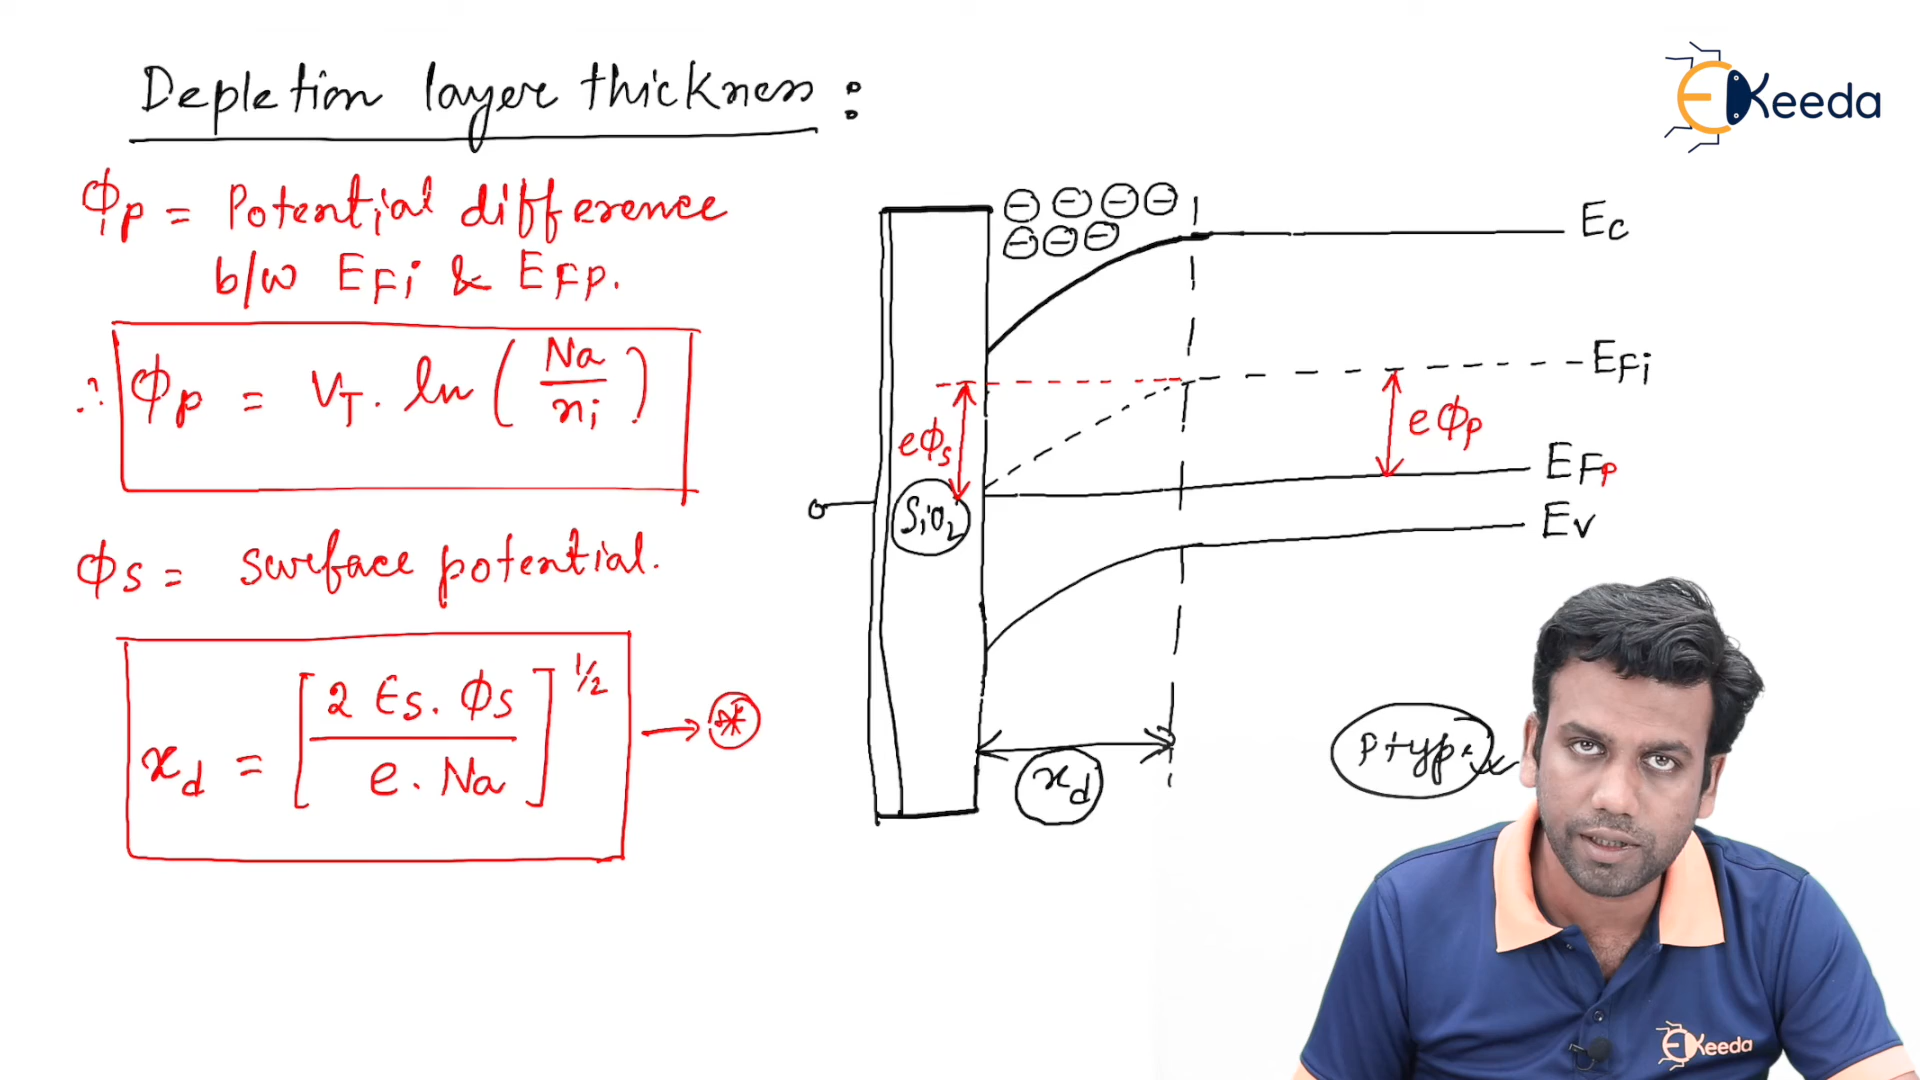 Depletion layer thickness :
EKeeda
ϕp = Potential difference
b/w EFi & EFp.
∴ ϕp = VT. ln (Na/ni)
ϕs = surface potential.
xd = [2 ϵs. ϕs / e. Na]^1/2 → *
Ec
EFi
eϕs
eϕp
EFp
SiO2
Ev
xd
P type
EKeeda